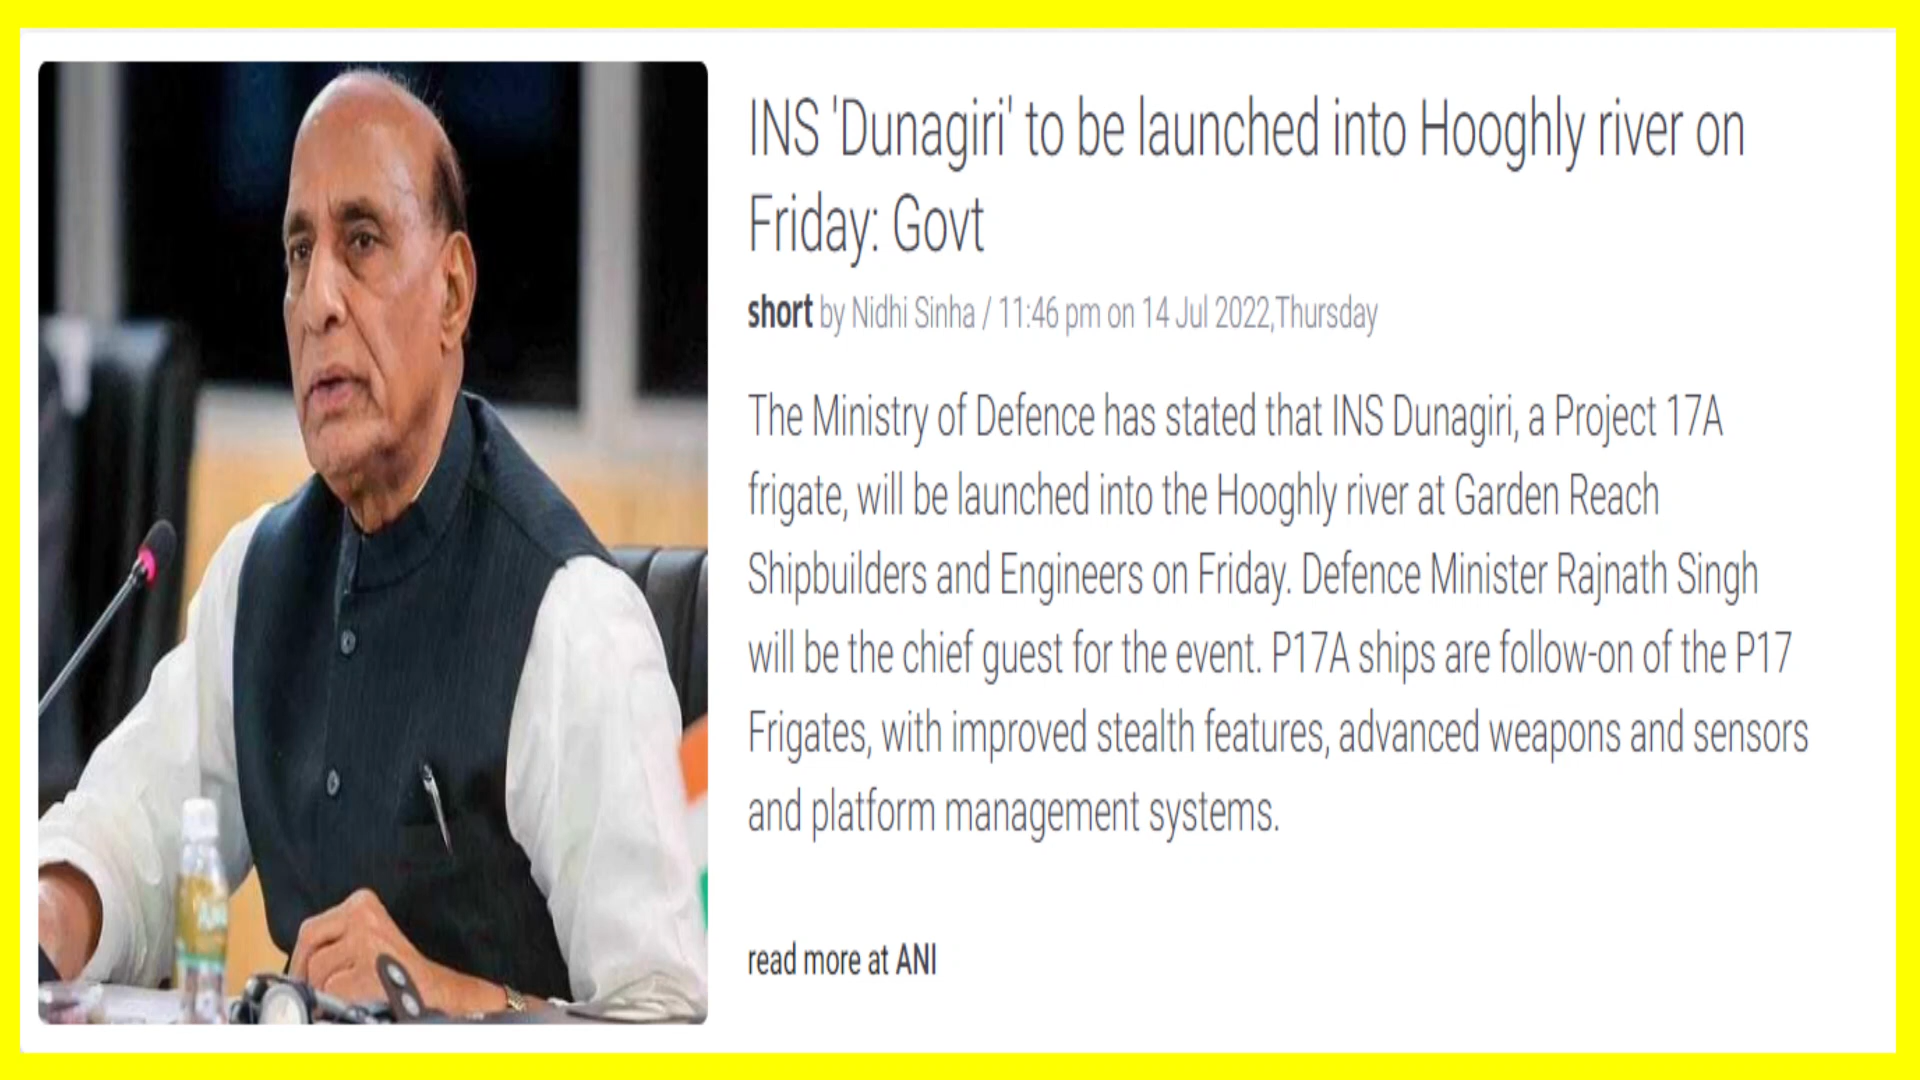 INS 'Dunagiri' to be launched into Hooghly river on
Friday: Govt
short by Nidhi Sinha / 11:46 pm on 14 Jul 2022,Thursday
The Ministry of Defence has stated that INS Dunagiri, a Project 17A
frigate, will be launched into the Hooghly river at Garden Reach
Shipbuilders and Engineers on Friday. Defence Minister Rajnath Singh
will be the chief guest for the event. P17A ships are follow-on of the P17
Frigates, with improved stealth features, advanced weapons and sensors
and platform management systems.
read more at ANI